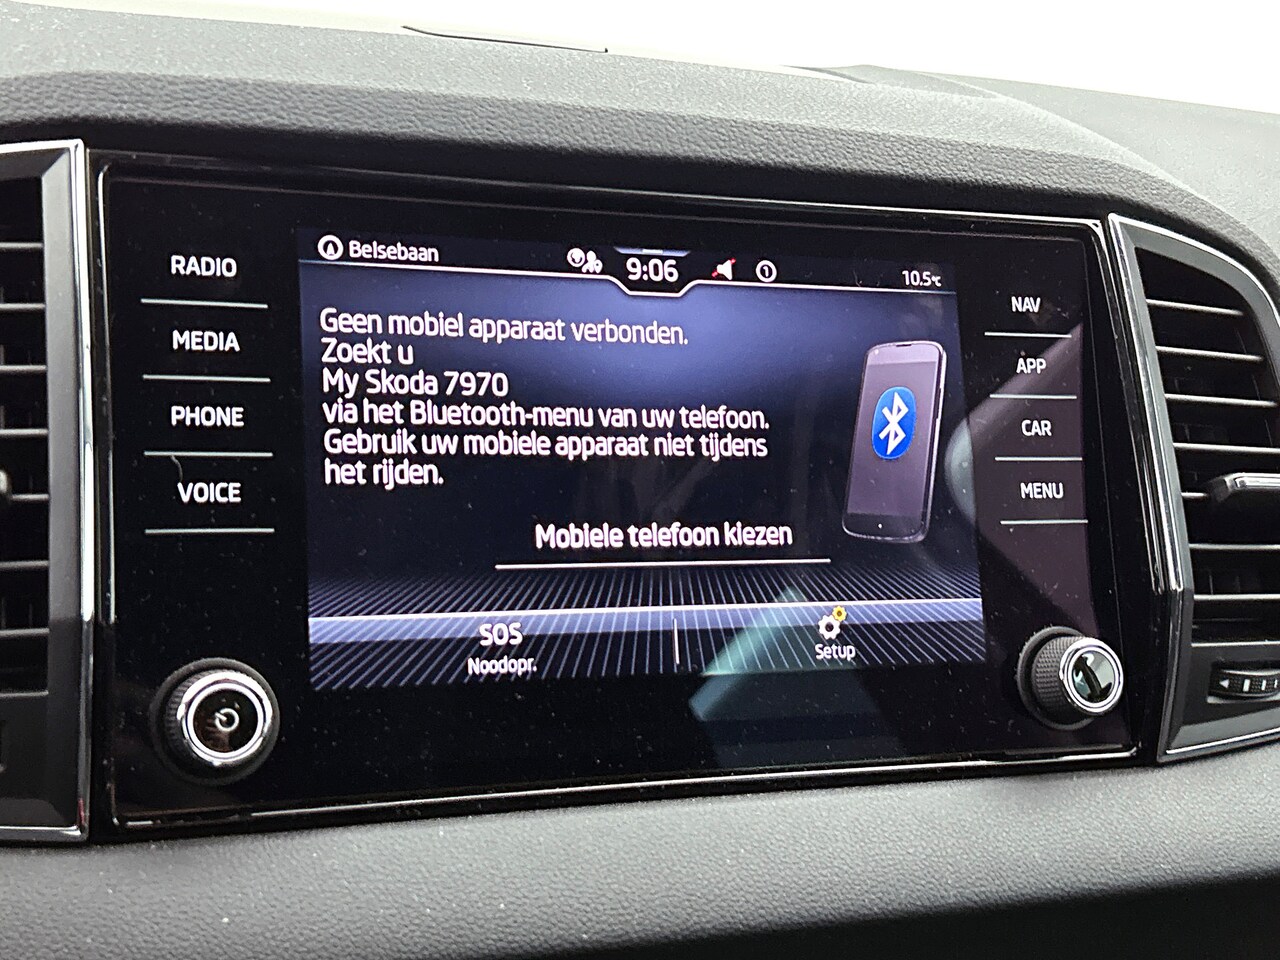 Belsebaan
9:06
1
10.5°C
RADIO
MEDIA
PHONE
VOICE
Geen mobiel apparaat verbonden.
Zoekt u
My Skoda 7970
via het Bluetooth-menu van uw telefoon.
Gebruik uw mobiele apparaat niet tijdens
het rijden.
Mobiele telefoon kiezen
SOS
Noodopr.
Setup
NAV
APP
CAR
MENU